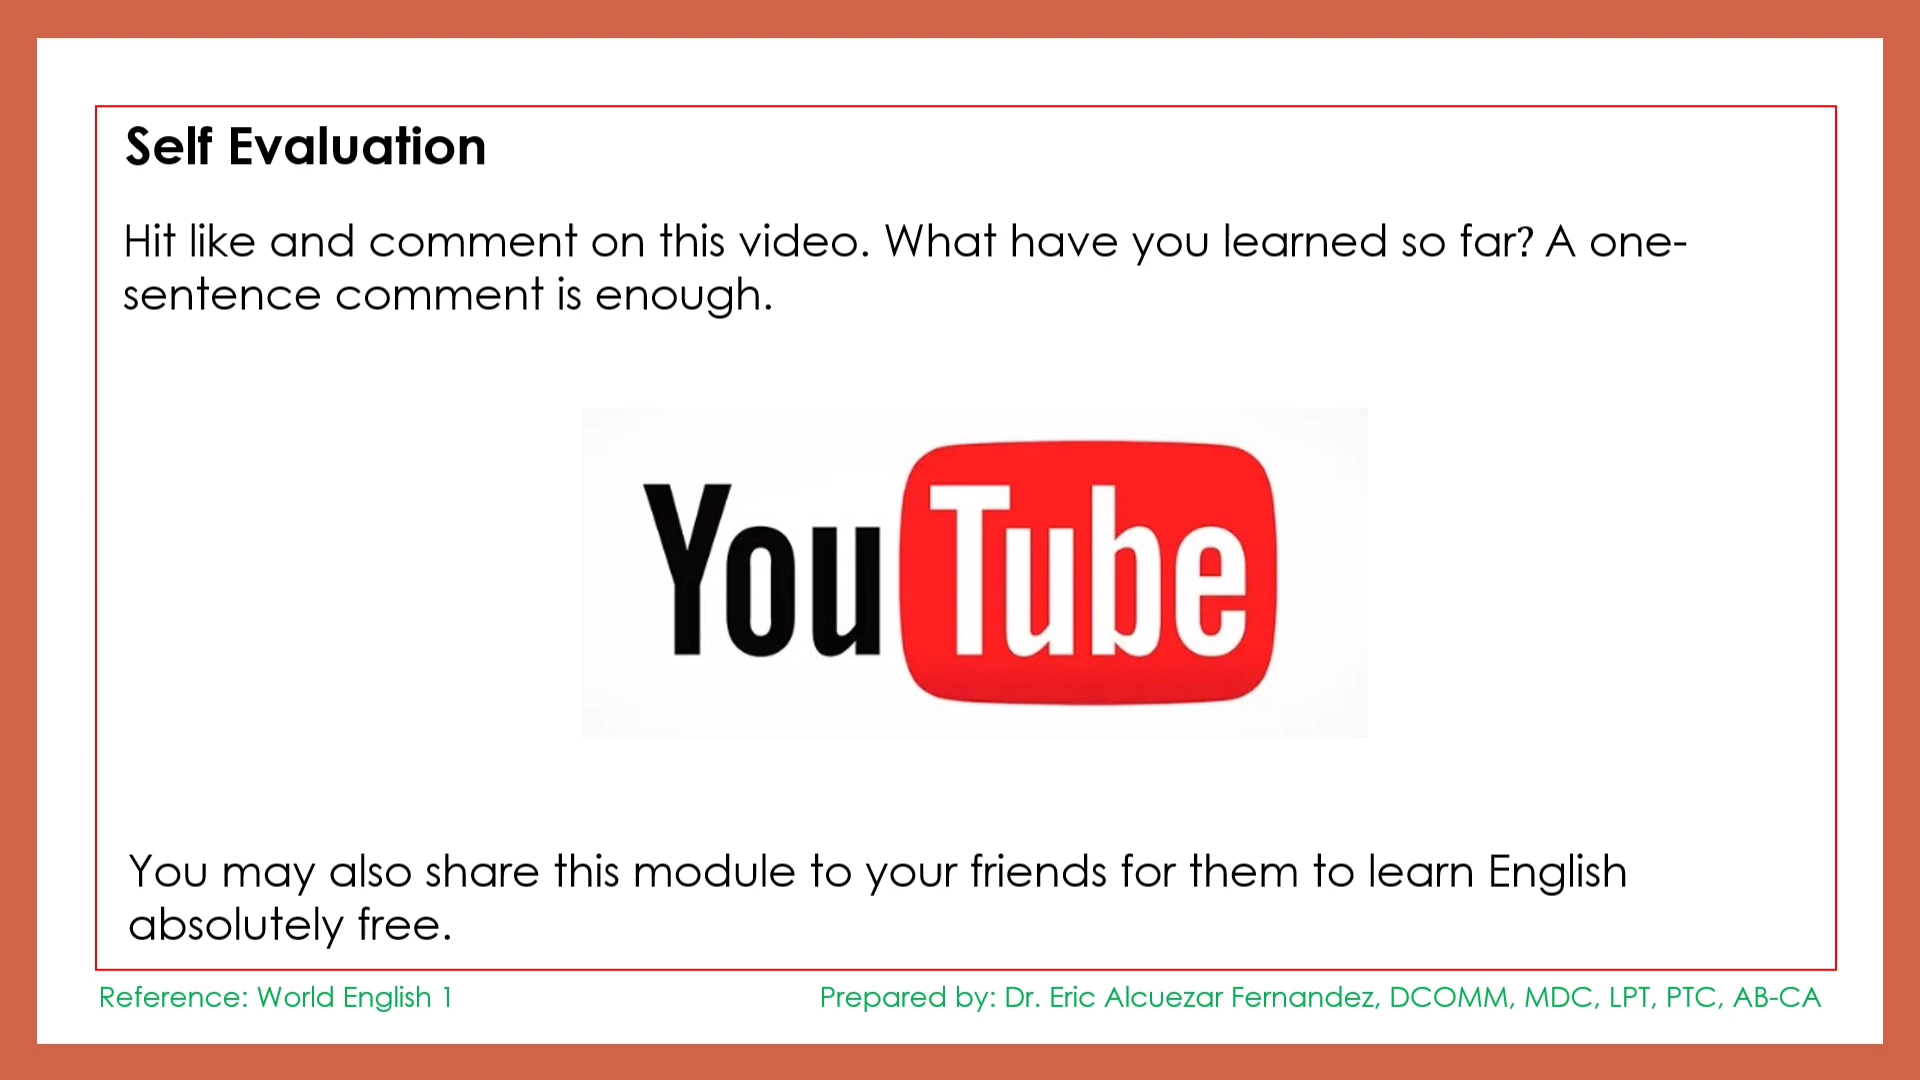 Self Evaluation
Hit like and comment on this video. What have you learned so far? A one-
sentence comment is enough.
YouTube
You may also share this module to your friends for them to learn English
absolutely free.
Reference: World English 1
Prepared by: Dr. Eric Alcuezar Fernandez, DCOMM, MDC, LPT, PTC, AB-CA